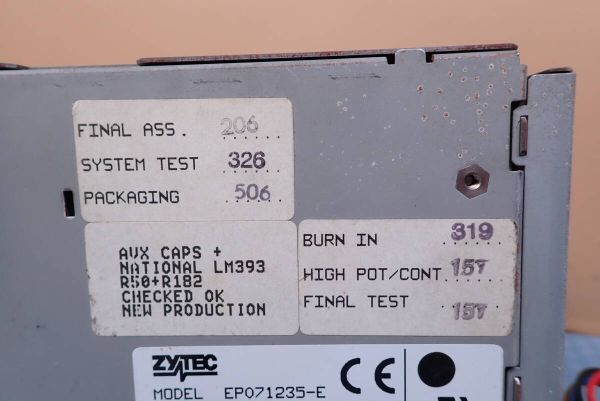 FINAL ASS. 206
SYSTEM TEST 326
PACKAGING 506
AVX CAPS +
NATIONAL LM393
R50+R182
CHECKED OK
NEW PRODUCTION
BURN IN 319
HIGH POT/CONT. 157
FINAL TEST 157
ZYTEC
MODEL EP071235-E
CE